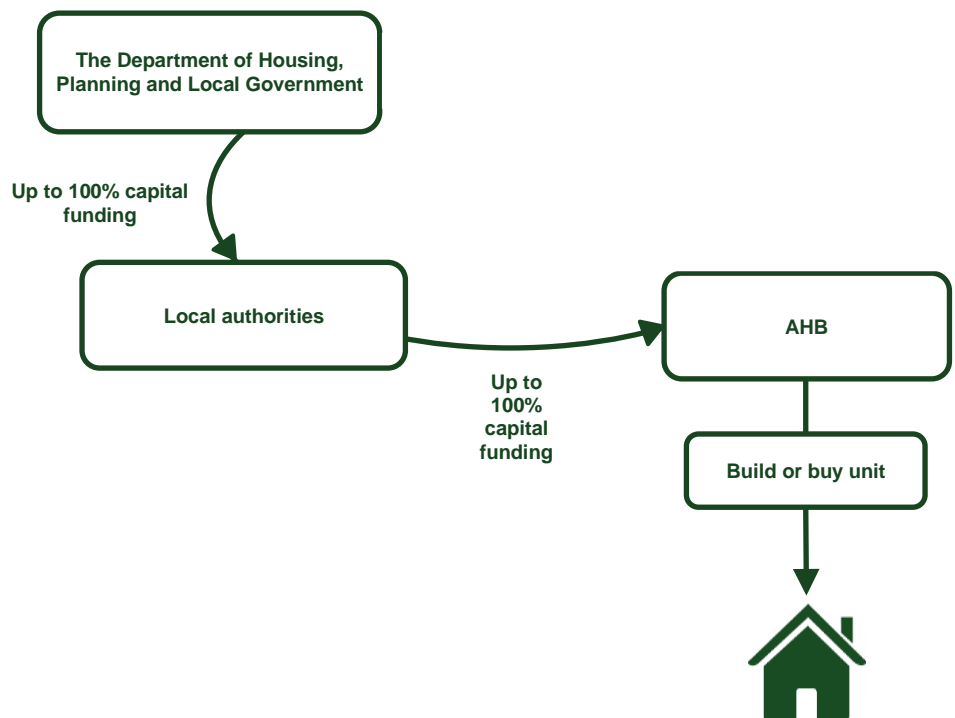 The Department of Housing,
Planning and Local Government
Up to 100% capital
funding
Local authorities
AHB
Up to
100%
capital
funding
Build or buy unit